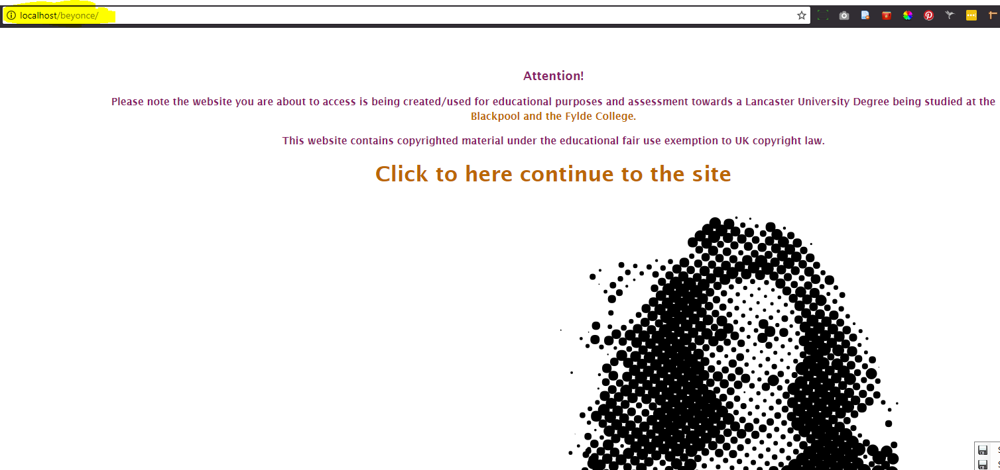 localhost/beyonce/
Attention!
Please note the website you are about to access is being created/used for educational purposes and assessment towards a Lancaster University Degree being studied at the
Blackpool and the Fylde College.
This website contains copyrighted material under the educational fair use exemption to UK copyright law.
Click to here continue to the site